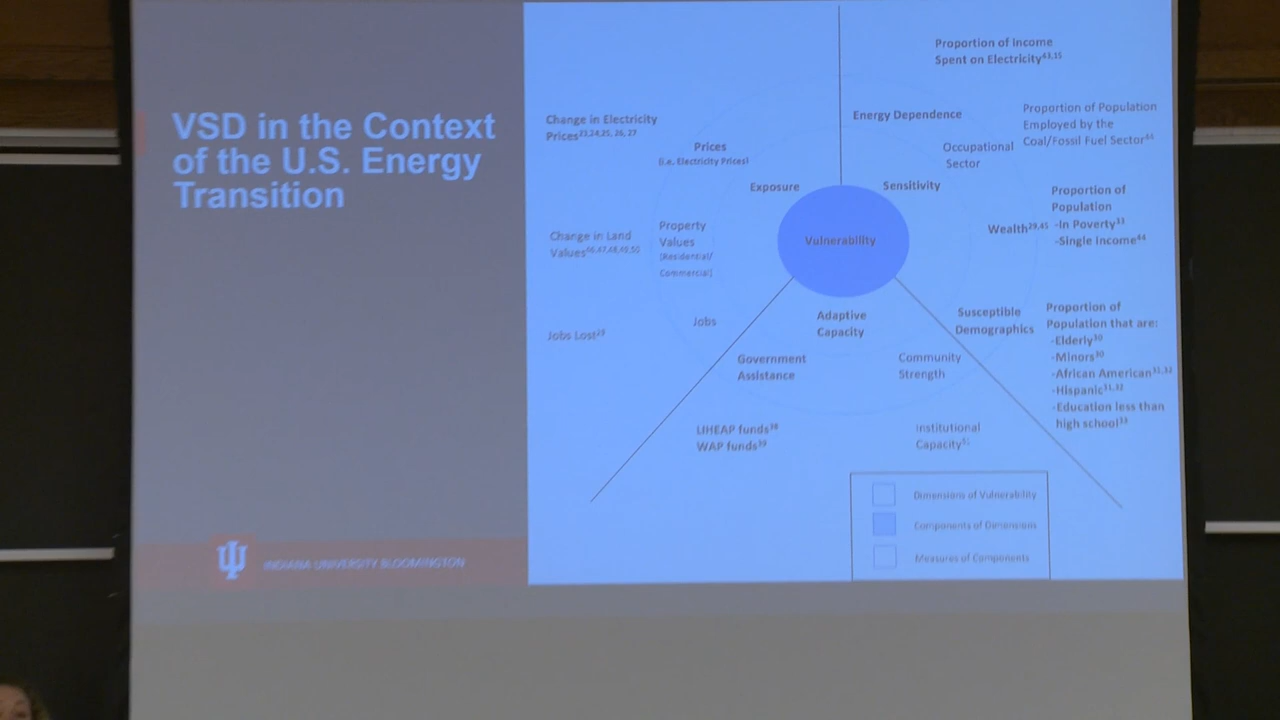 VSD in the Context
of the U.S. Energy
Transition
INDIANA UNIVERSITY BLOOMINGTON
Change in Electricity
Prices23,24,25, 26, 27
Prices
(i.e. Electricity Prices)
Exposure
Change in Land
Values46,47,48,49,50
Property
Values
(Residential/
Commercial)
Jobs
Jobs Lost29
Vulnerability
Proportion of Income
Spent on Electricity43,15
Energy Dependence
Proportion of Population
Employed by the
Coal/Fossil Fuel Sector44
Occupational
Sector
Sensitivity
Wealth29,45
Proportion of
Population
-In Poverty33
-Single Income44
Susceptible
Demographics
Proportion of
Population that are:
-Elderly30
-Minors30
-African American31,32
-Hispanic31,32
-Education less than
high school33
Adaptive
Capacity
Government
Assistance
Community
Strength
LIHEAP funds38
WAP funds39
Institutional
Capacity
Dimensions of Vulnerability
Components of Dimensions
Measures of Components